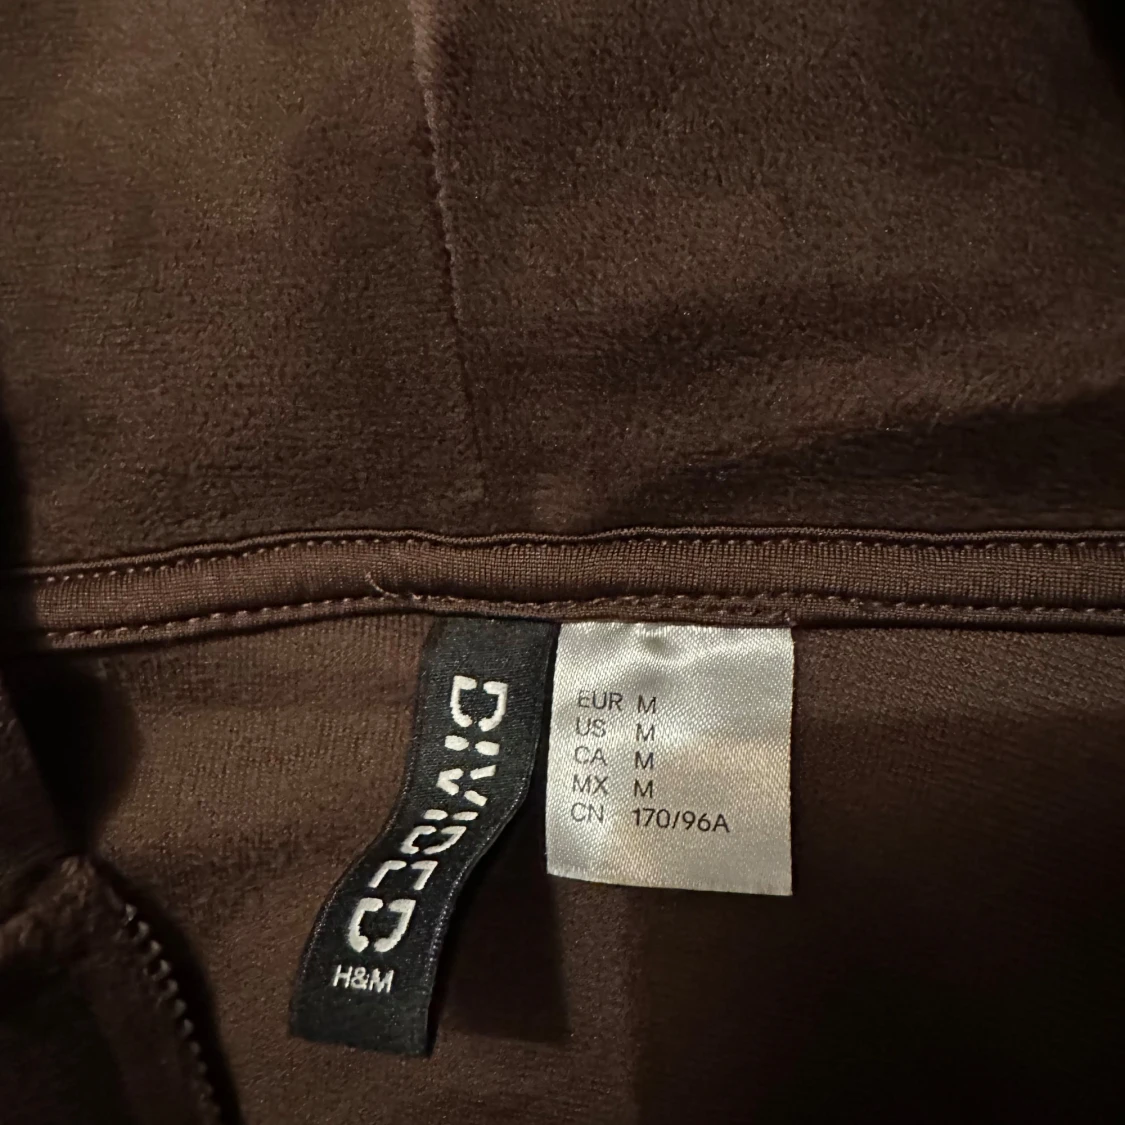 DIVIDED
H&M
EUR M
US M
CA M
MX M
CN 170/96A